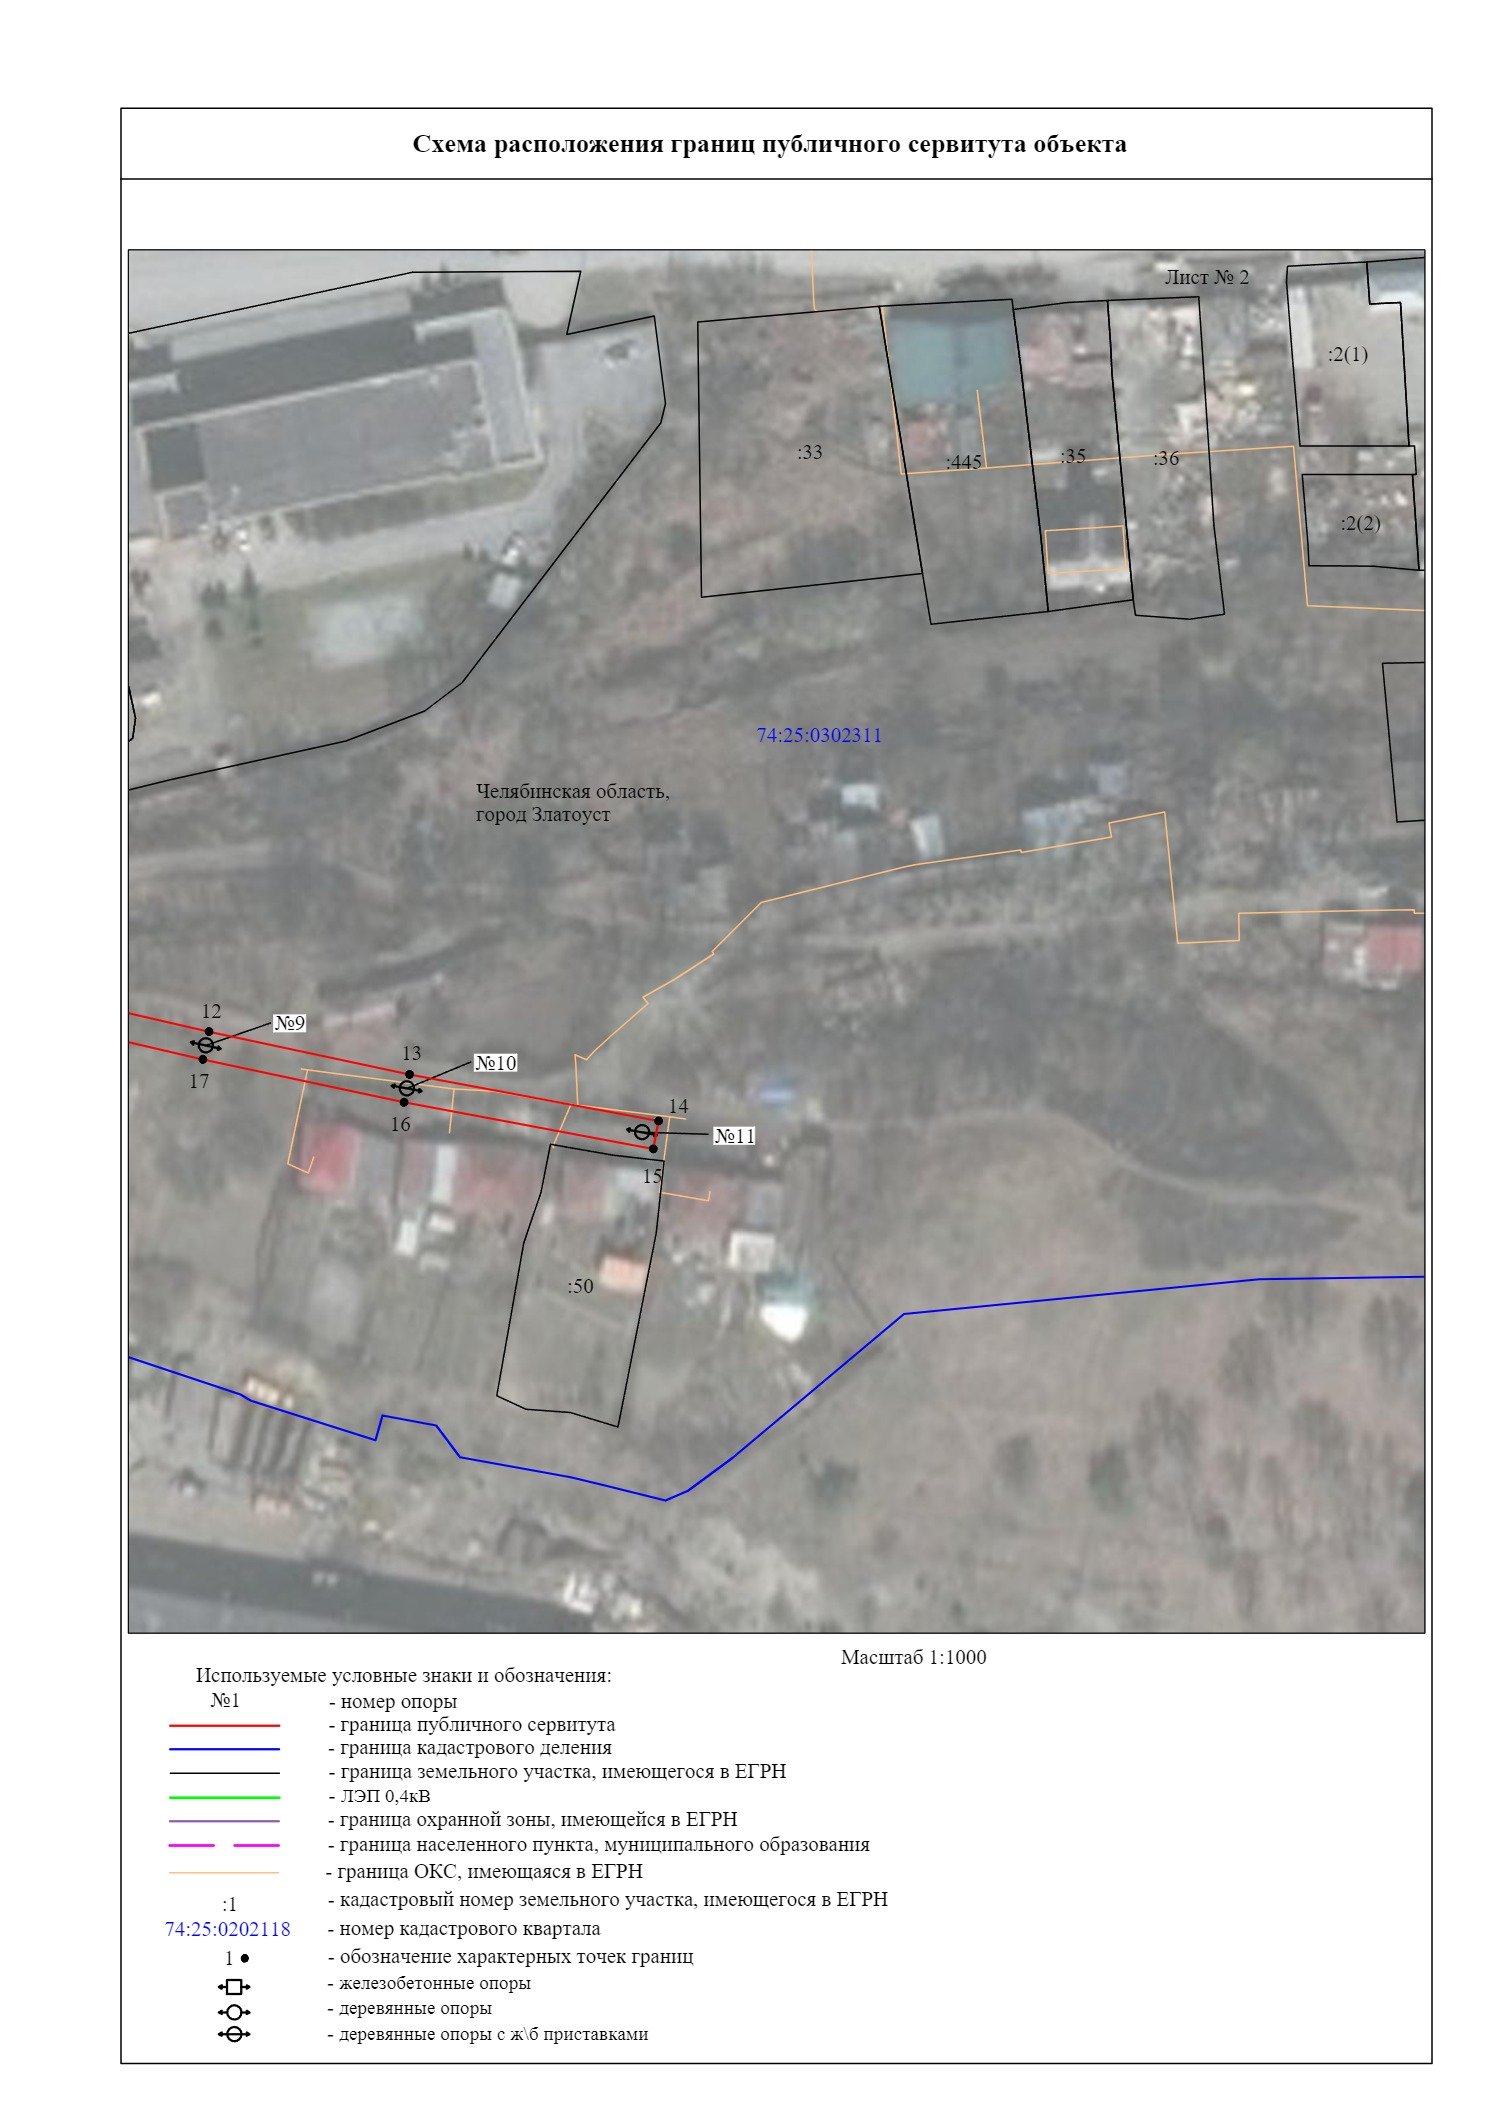 Схема расположения границ публичного сервитута объекта
Лист № 2
:2(1)
:33
:445
:35
:36
:2(2)
74:25:0302311
Челябинская область,
город Златоуст
12
№9
13
№10
17
14
16
№11
15
:50
Масштаб 1:1000
Используемые условные знаки и обозначения:
№1 - номер опоры
- граница публичного сервитута
- граница кадастрового деления
- граница земельного участка, имеющегося в ЕГРН
- ЛЭП 0,4кВ
- граница охранной зоны, имеющейся в ЕГРН
- граница населенного пункта, муниципального образования
- граница ОКС, имеющаяся в ЕГРН
:1 - кадастровый номер земельного участка, имеющегося в ЕГРН
74:25:0202118 - номер кадастрового квартала
1 - обозначение характерных точек границ
- железобетонные опоры
- деревянные опоры
- деревянные опоры с ж\б приставками